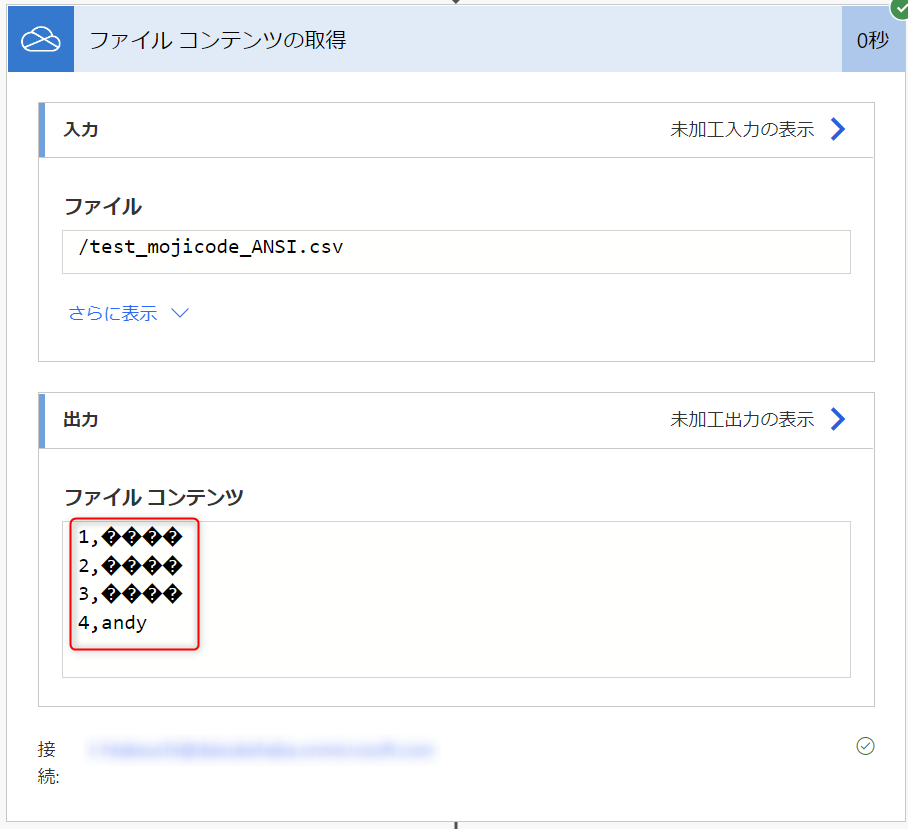 ファイル コンテンツの取得
0秒
入力
未加工入力の表示
ファイル
/test_mojicode_ANSI.csv
さらに表示
出力
未加工出力の表示
ファイル コンテンツ
1,����
2,����
3,����
4,andy
接
続: